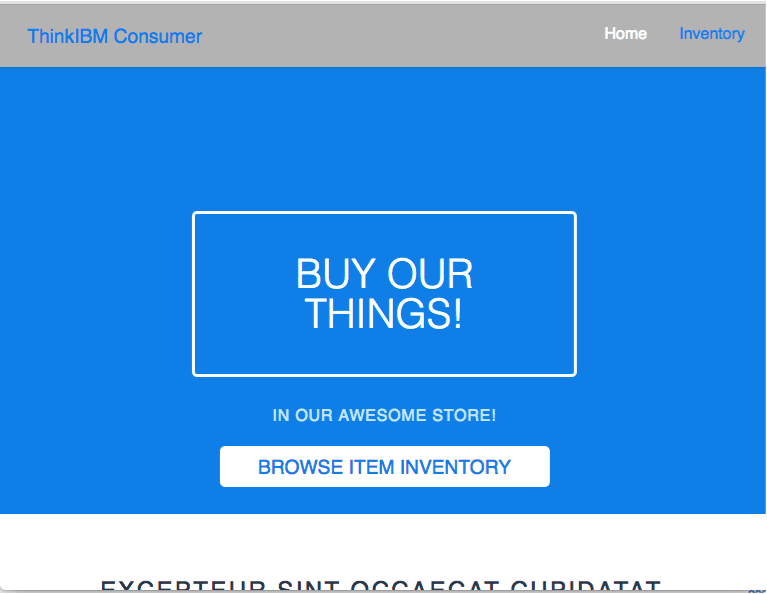 ThinkIBM Consumer
Home
Inventory
BUY OUR
THINGS!
IN OUR AWESOME STORE!
BROWSE ITEM INVENTORY
EXCEPTEUR SINT OCCAECAT CUPIDATAT